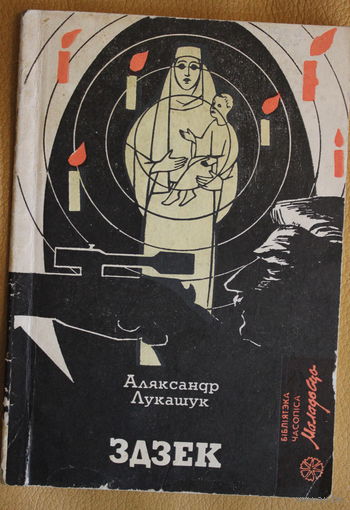 Аляксандр
Лукашук
ЗДЗЕК
БІБЛІЯТЭКА
ЧАСОПІСА
Маладосць